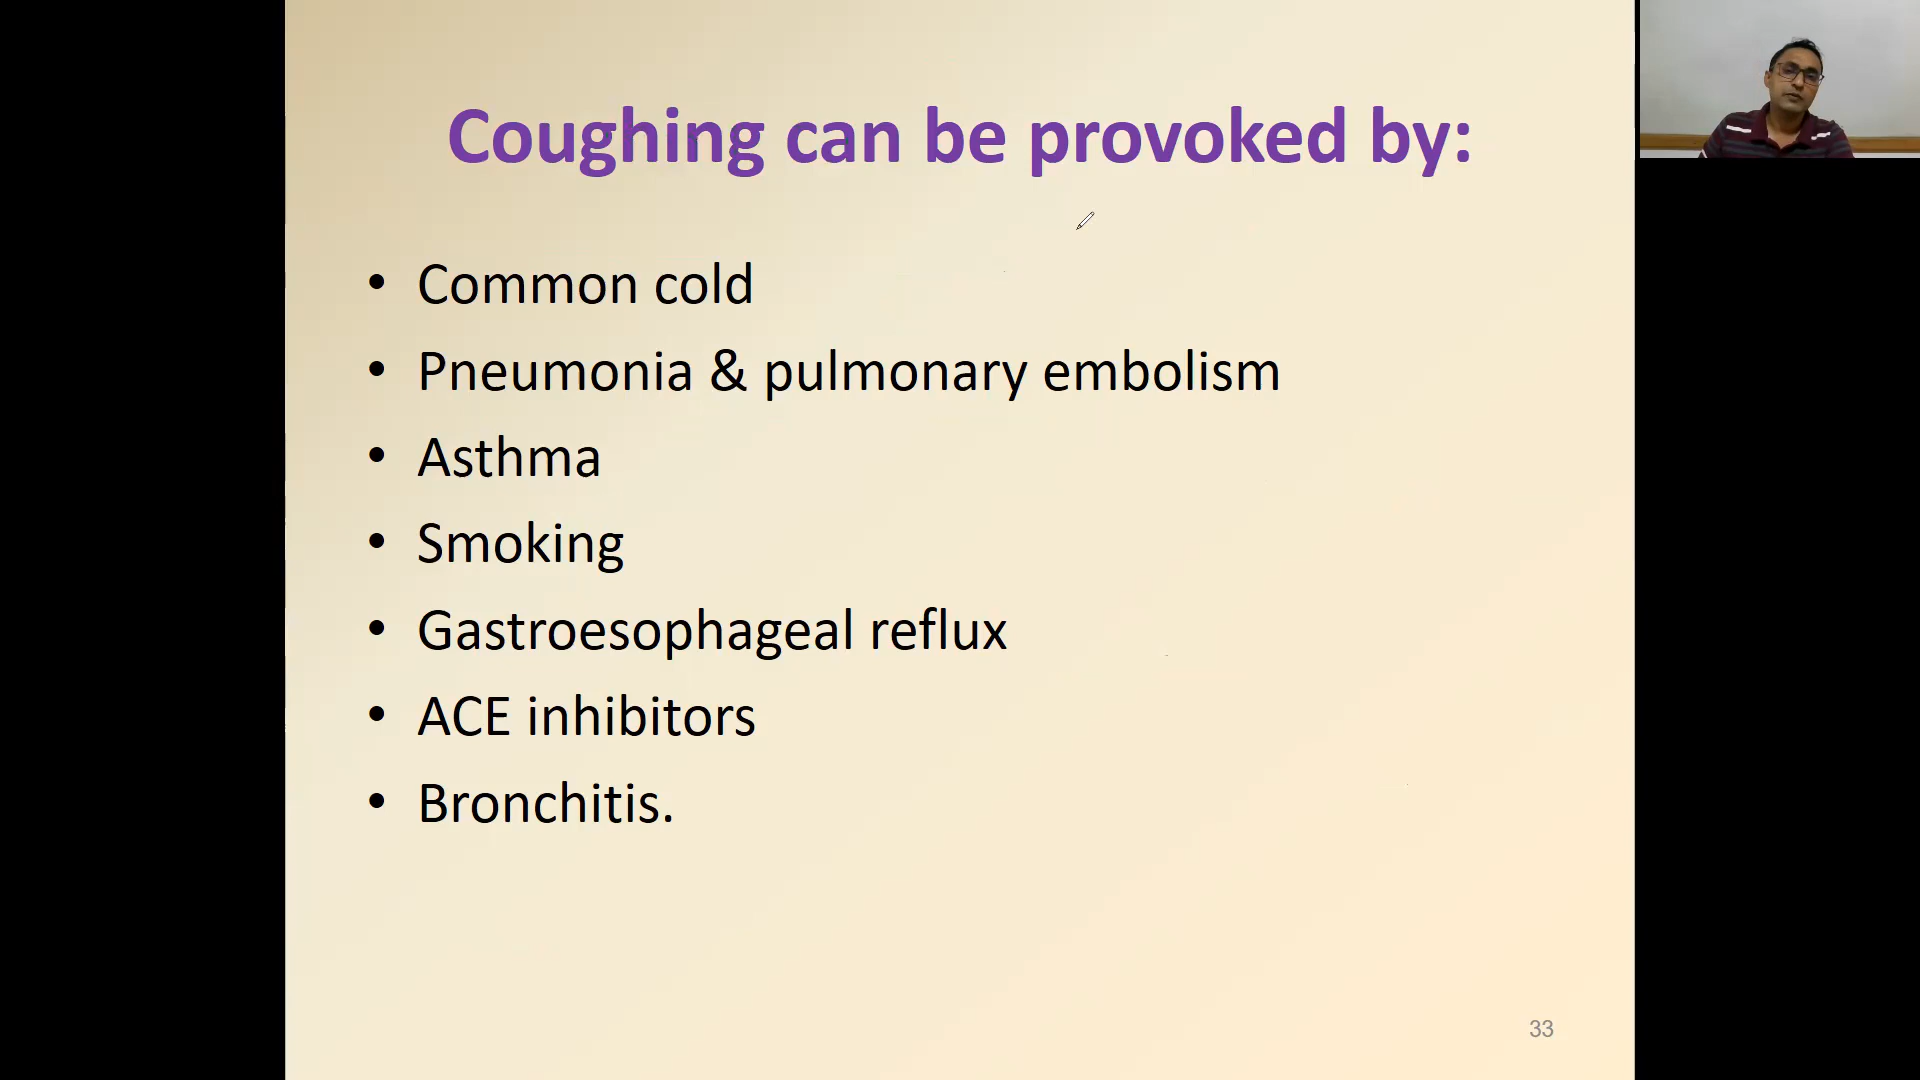 Coughing can be provoked by:
• Common cold
• Pneumonia & pulmonary embolism
• Asthma
• Smoking
• Gastroesophageal reflux
• ACE inhibitors
• Bronchitis.
33